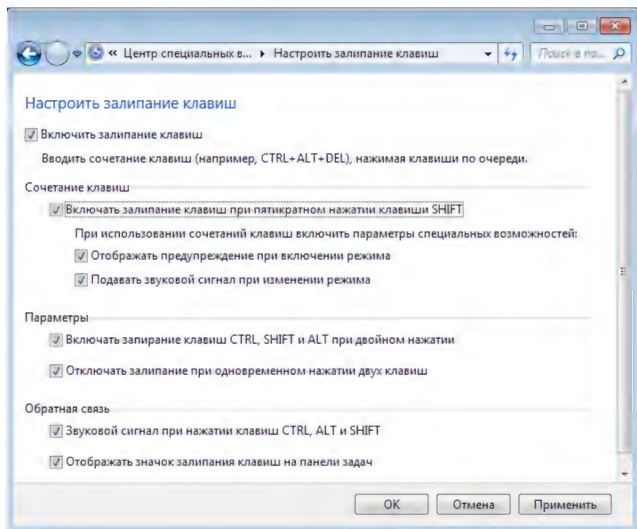 « Центр специальных в... ▸ Настроить залипание клавиш
Поиск в па...
Настроить залипание клавиш
Включить залипание клавиш
Вводить сочетание клавиш (например, CTRL+ALT+DEL), нажимая клавиши по очереди.
Сочетание клавиш
Включать залипание клавиш при пятикратном нажатии клавиши SHIFT
При использовании сочетаний клавиш включить параметры специальных возможностей:
Отображать предупреждение при включении режима
Подавать звуковой сигнал при изменении режима
Параметры
Включать запирание клавиш CTRL, SHIFT и ALT при двойном нажатии
Отключать залипание при одновременном нажатии двух клавиш
Обратная связь
Звуковой сигнал при нажатии клавиш CTRL, ALT и SHIFT
Отображать значок залипания клавиш на панели задач
OK Отмена Применить